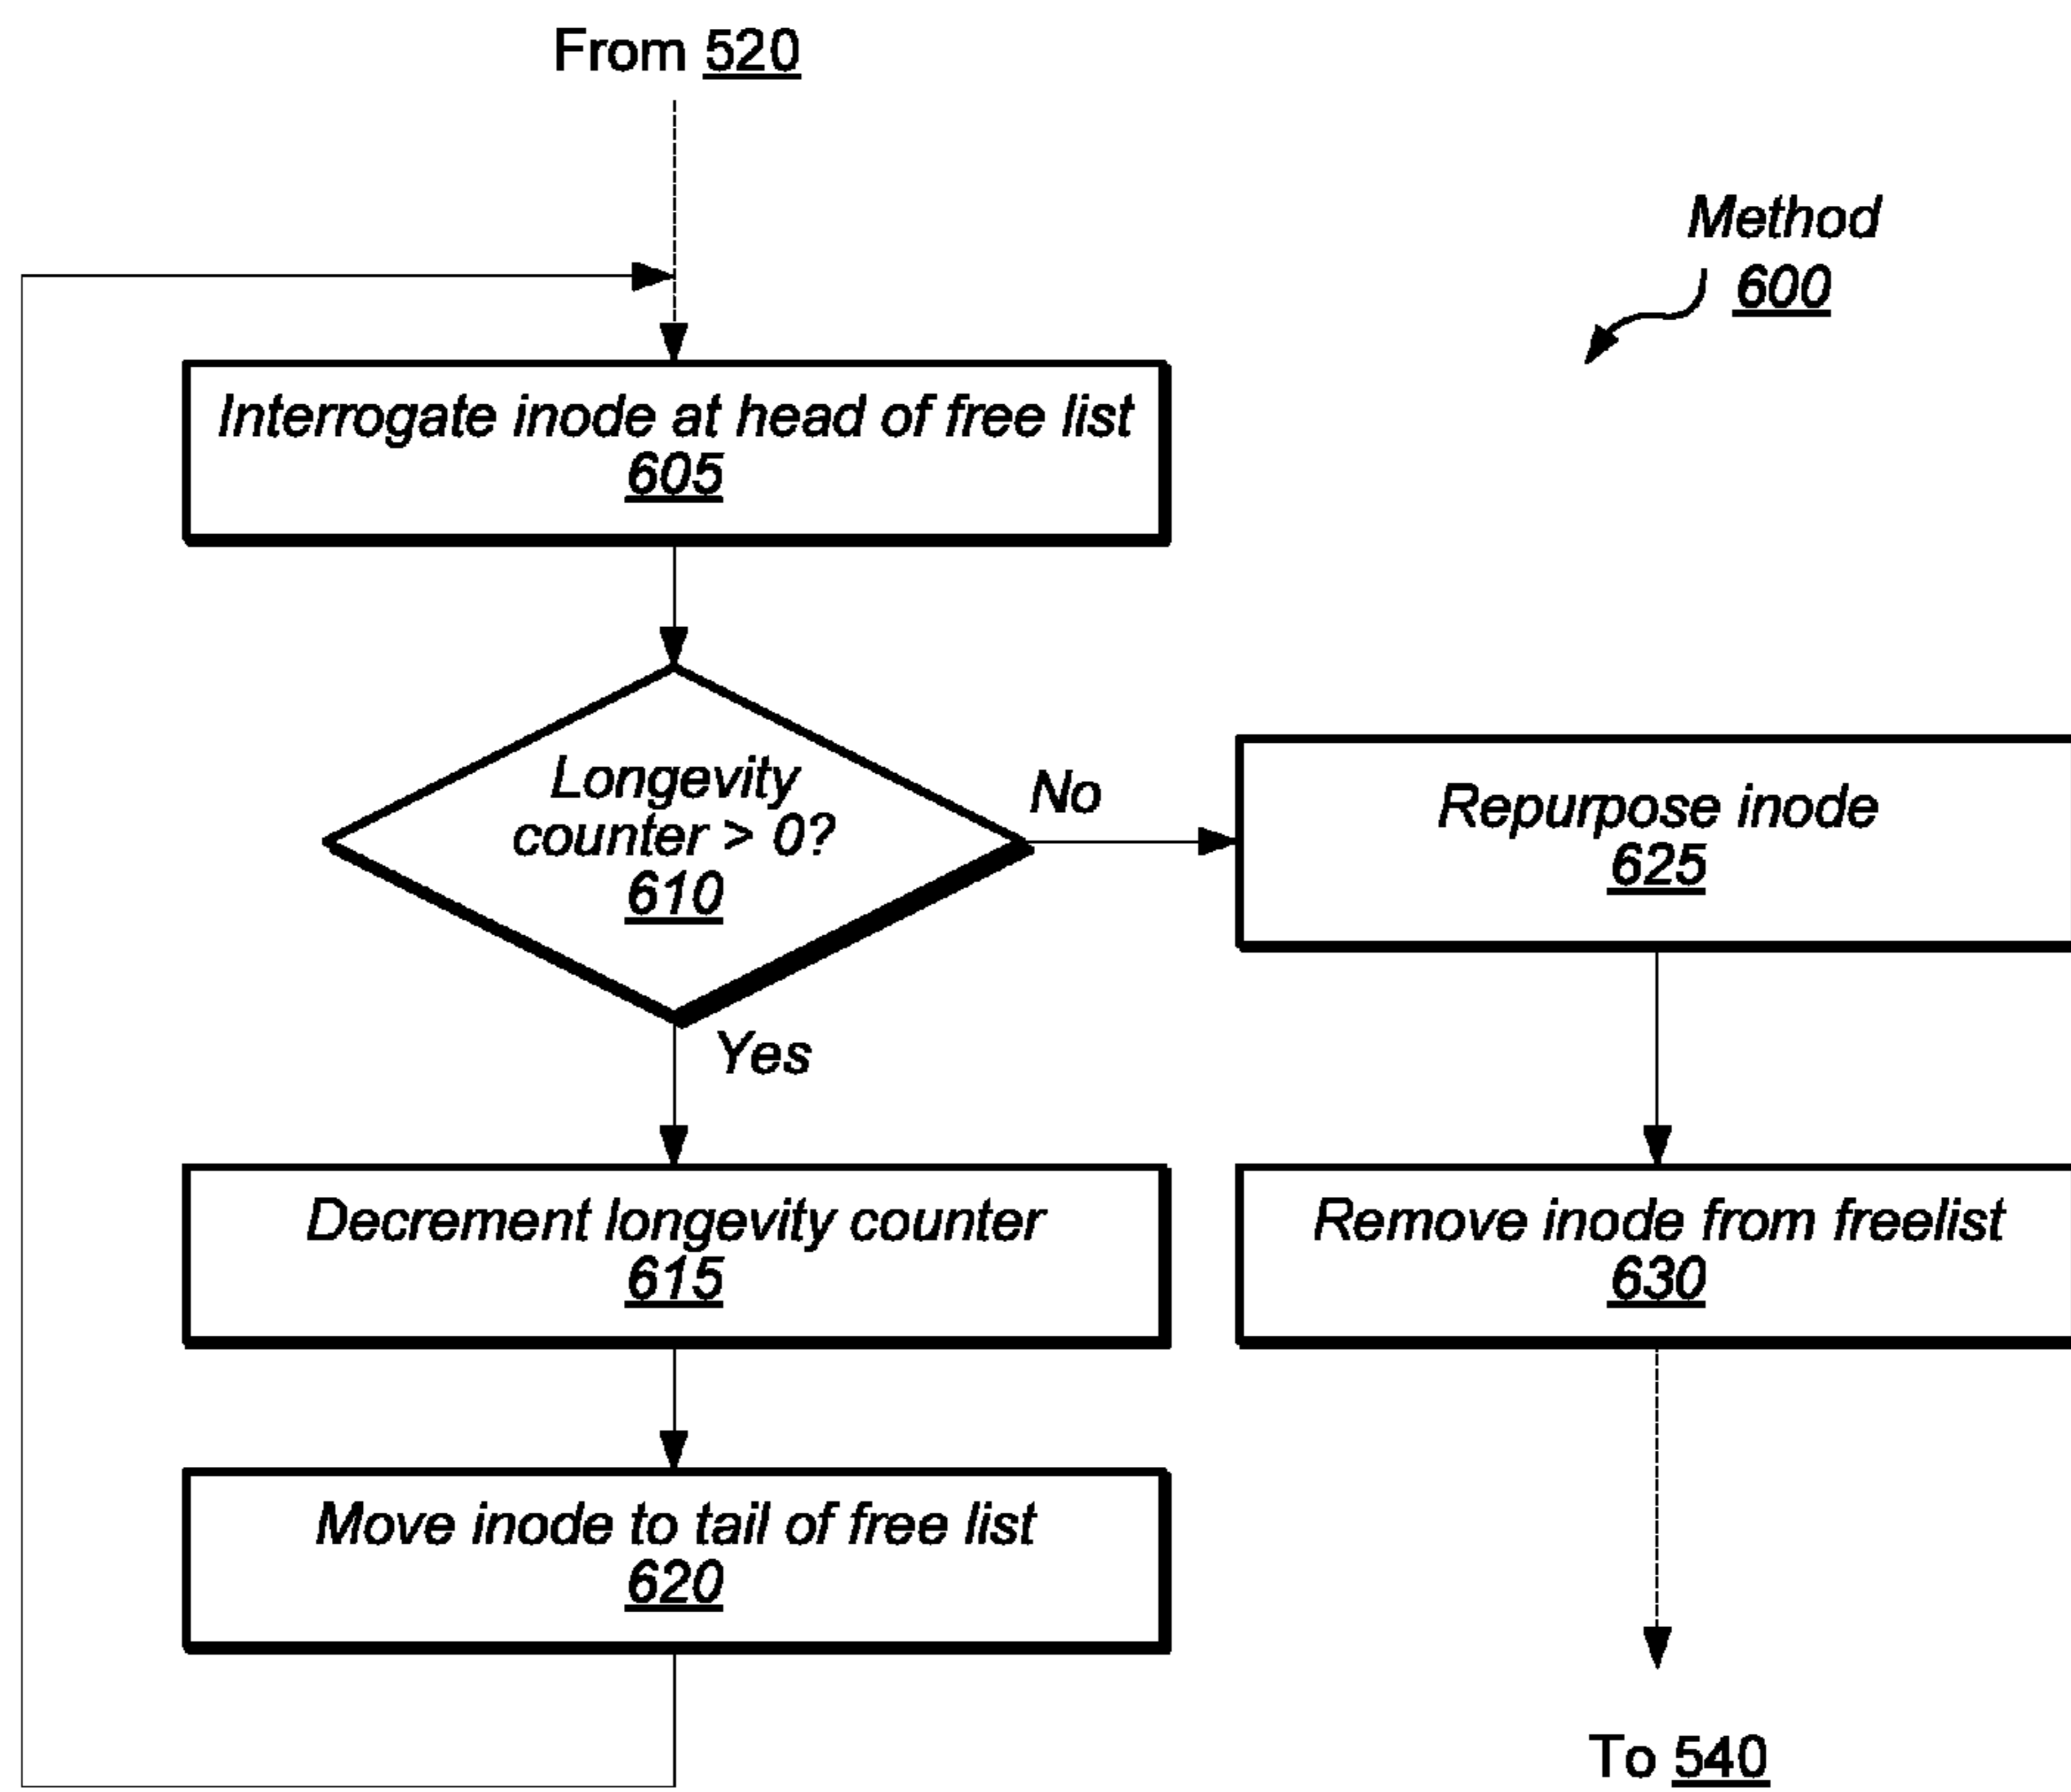 From 520
Method
600
Interrogate inode at head of free list
605
Longevity
counter > 0?
610
No
Repurpose inode
625
Yes
Decrement longevity counter
615
Remove inode from freelist
630
Move inode to tail of free list
620
To 540